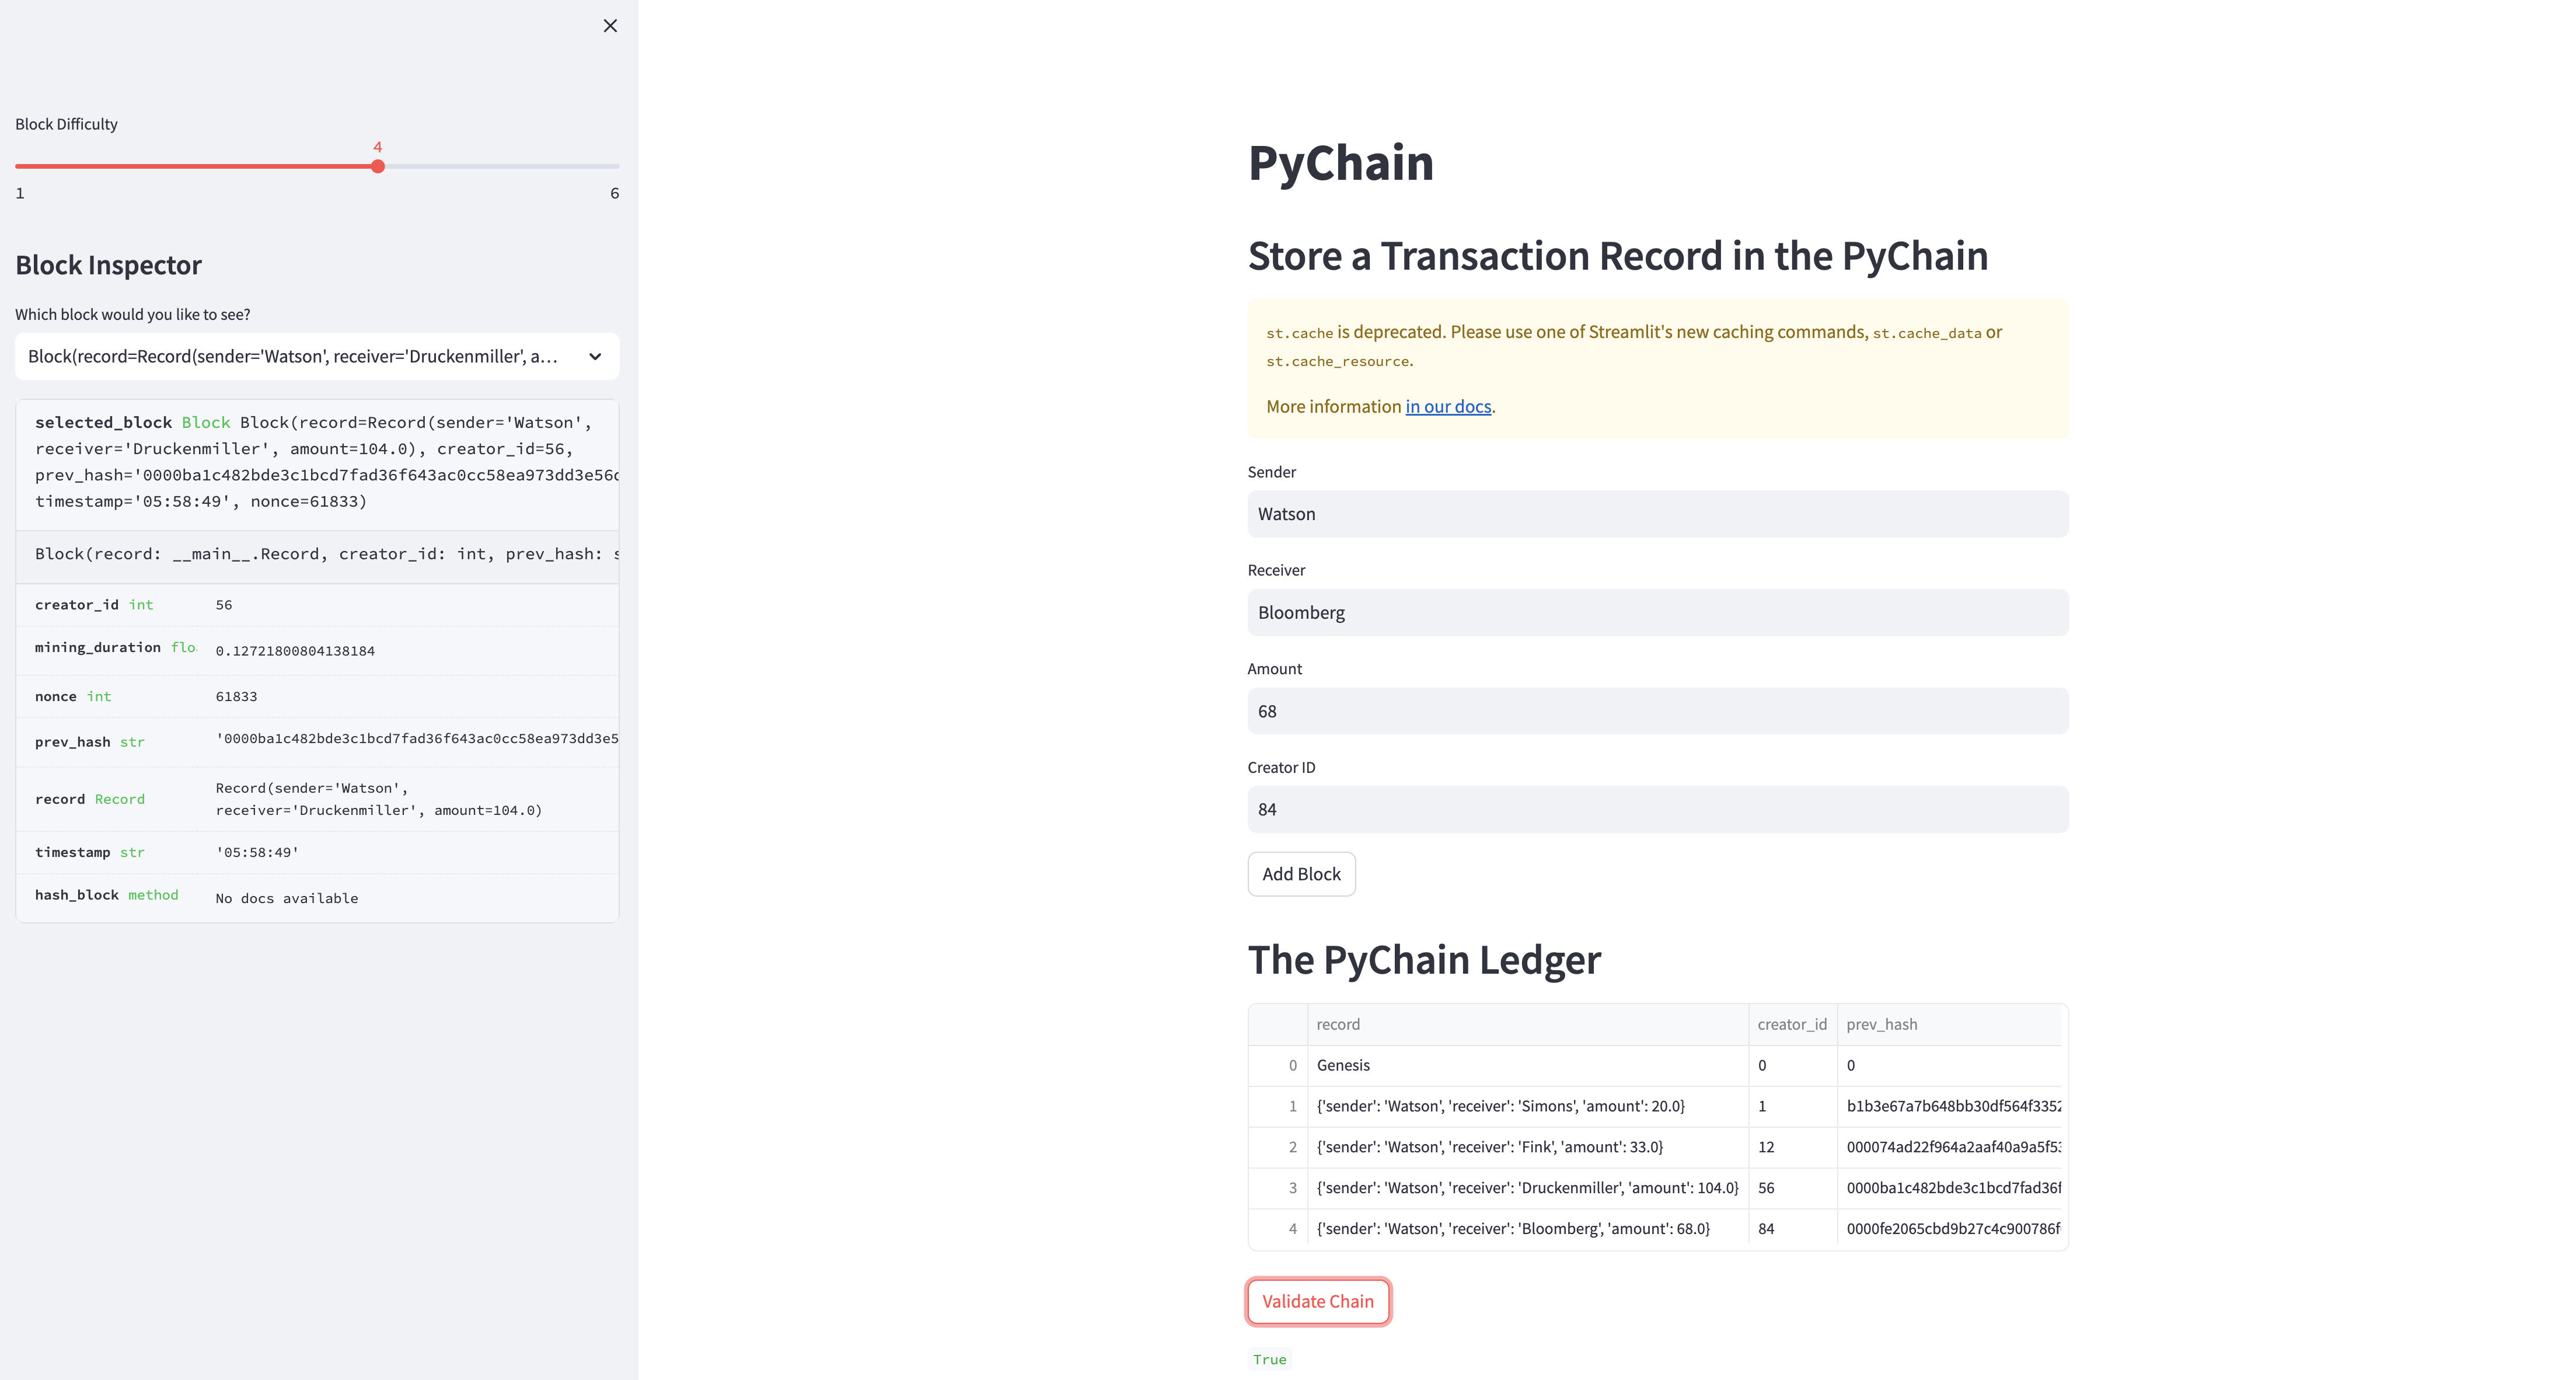 Block Difficulty
4
1 6
Block Inspector
Which block would you like to see?
Block(record=Record(sender='Watson', receiver='Druckenmiller', a...
selected_block Block Block(record=Record(sender='Watson',
receiver='Druckenmiller', amount=104.0), creator_id=56,
prev_hash='0000ba1c482bde3c1bcd7fad36f643ac0cc58ea973dd3e56
timestamp='05:58:49', nonce=61833)
Block(record: __main__.Record, creator_id: int, prev_hash: s
creator_id int 56
mining_duration flo 0.12721800804138184
nonce int 61833
prev_hash str '0000ba1c482bde3c1bcd7fad36f643ac0cc58ea973dd3e5
record Record Record(sender='Watson',
receiver='Druckenmiller', amount=104.0)
timestamp str '05:58:49'
hash_block method No docs available
PyChain
Store a Transaction Record in the PyChain
st.cache is deprecated. Please use one of Streamlit's new caching commands, st.cache_data or
st.cache_resource.
More information in our docs.
Sender
Watson
Receiver
Bloomberg
Amount
68
Creator ID
84
Add Block
The PyChain Ledger
record creator_id prev_hash
0 Genesis 0 0
1 {'sender': 'Watson', 'receiver': 'Simons', 'amount': 20.0} 1 b1b3e67a7b648bb30df564f3352
2 {'sender': 'Watson', 'receiver': 'Fink', 'amount': 33.0} 12 000074ad22f964a2aaf40a9a5f53
3 {'sender': 'Watson', 'receiver': 'Druckenmiller', 'amount': 104.0} 56 0000ba1c482bde3c1bcd7fad36f
4 {'sender': 'Watson', 'receiver': 'Bloomberg', 'amount': 68.0} 84 0000fe2065cbd9b27c4c900786f
Validate Chain
True